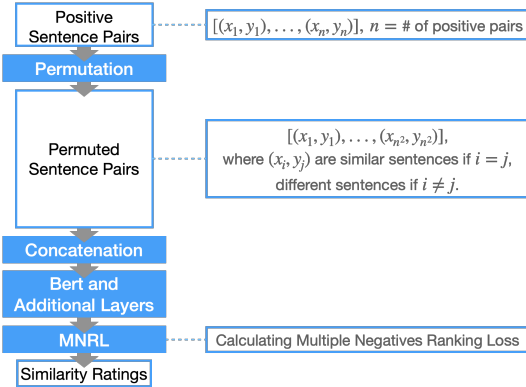 Positive
Sentence Pairs
[(x₁, y₁), . . . , (xₙ, yₙ)], n = # of positive pairs
Permutation
Permuted
Sentence Pairs
[(x₁, y₁), . . . , (xₙ², yₙ²)],
where (xᵢ, yⱼ) are similar sentences if i = j,
different sentences if i ≠ j.
Concatenation
Bert and
Additional Layers
MNRL
Calculating Multiple Negatives Ranking Loss
Similarity Ratings